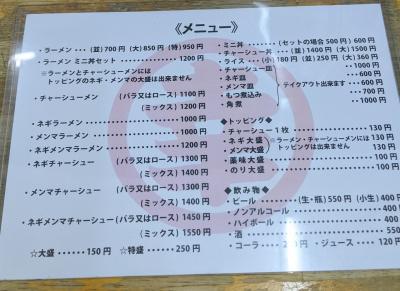 《メニュー》
・ラーメン ・・・(並)700円 (大)850円 (特)950円
・ラーメン ミニ丼セット ・・・・・・・・・・ 1200円
※ラーメンとチャーシューメンには
トッピングのネギ・メンマの大盛は出来ません
・チャーシューメン (バラ又はロース) 1100円
(ミックス) 1200円
・ネギラーメン ・・・・・・・・・・ 1000円
・メンマラーメン ・・・・・・・・・・ 1000円
・ネギメンマラーメン ・・・・・・・・ 1200円
・ネギチャーシュー (バラ又はロース) 1300円
(ミックス) 1400円
・メンマチャーシュー (バラ又はロース) 1300円
(ミックス) 1400円
・ネギメンマチャーシュー (バラ又はロース) 1450円
(ミックス) 1550円
☆大盛・・・・・150円 ☆特盛・・・・・250円
・ミニ丼 ・・・・・(セットの場合500円) 600円
・チャーシュー丼 ・・・(並) 1400円 (大) 1500円
・ライス ・・・(小) 180円 (並) 250円 (大) 360円
・チャーシュー皿 ・・・・・・・・ 1000円
・ネギ皿
・メンマ皿
・もつ煮込み
・角煮
テイクアウト出来ます
600円
600円
700円
1000円
◆トッピング◆
・チャーシュー1枚 ・・・・・・・・ 130円
・ネギ大盛
・メンマ大盛
※ラーメン・チャーシューメンには
トッピングは出来ません
130円
130円
・薬味大盛 ・・・・・・・・ 100円
・のり大盛 ・・・・・・・・ 100円
◆飲み物◆
・ビール ・・・・・(生・瓶) 550円 (小生) 400円
・ノンアルコール ・・・・・・・・ 400円
・ハイボール ・・・・・・・・ 400
・酒 ・・・・・・・・ 550
・コーラ ・・・ 円 ・ジュース ・・・ 120円